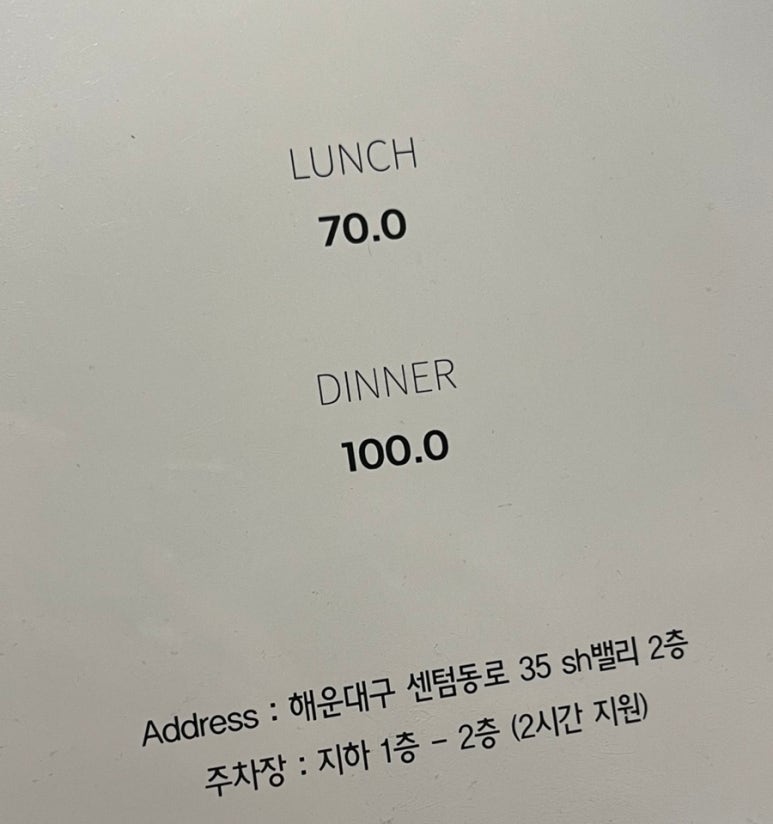 LUNCH
70.0
DINNER
100.0
Address : 해운대구 센텀동로 35 sh밸리 2층
주차장 : 지하 1층 - 2층 (2시간 지원)